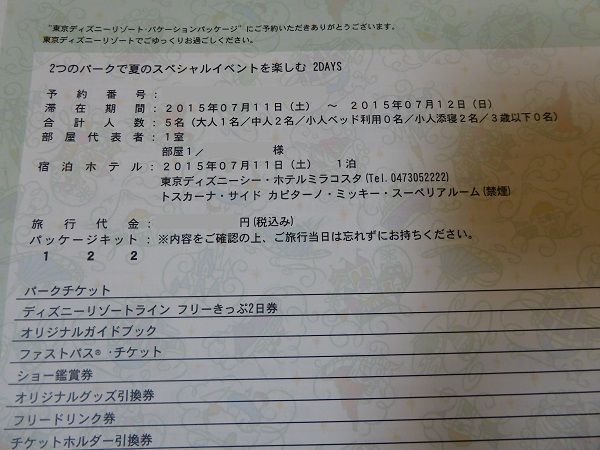 "東京ディズニーリゾート・バケーションパッケージ"にご予約いただきありがとうございます。
東京ディズニーリゾートでごゆっくりお過ごしください。
2つのパークで夏のスペシャルイベントを楽しむ 2DAYS
予約番号:
滞在期間:2015年07月11日(土) ~ 2015年07月12日(日)
合計人数:5名(大人1名/中人2名/小人ベッド利用0名/小人添寝2名/3歳以下0名)
部屋代表者:1室
部屋1/ 様
宿泊ホテル:2015年07月11日(土) 1泊
東京ディズニーシー・ホテルミラコスタ(Tel.0473052222)
トスカーナ・サイド カピターノ・ミッキー・スーペリアルーム(禁煙)
旅行代金: 円(税込み)
パッケージキット:※内容をご確認の上、ご旅行当日は忘れずにお持ちください。
1 2 2
パークチケット
ディズニーリゾートライン フリーきっぷ2日券
オリジナルガイドブック
ファストパス®・チケット
ショー鑑賞券
オリジナルグッズ引換券
フリードリンク券
チケットホルダー引換券